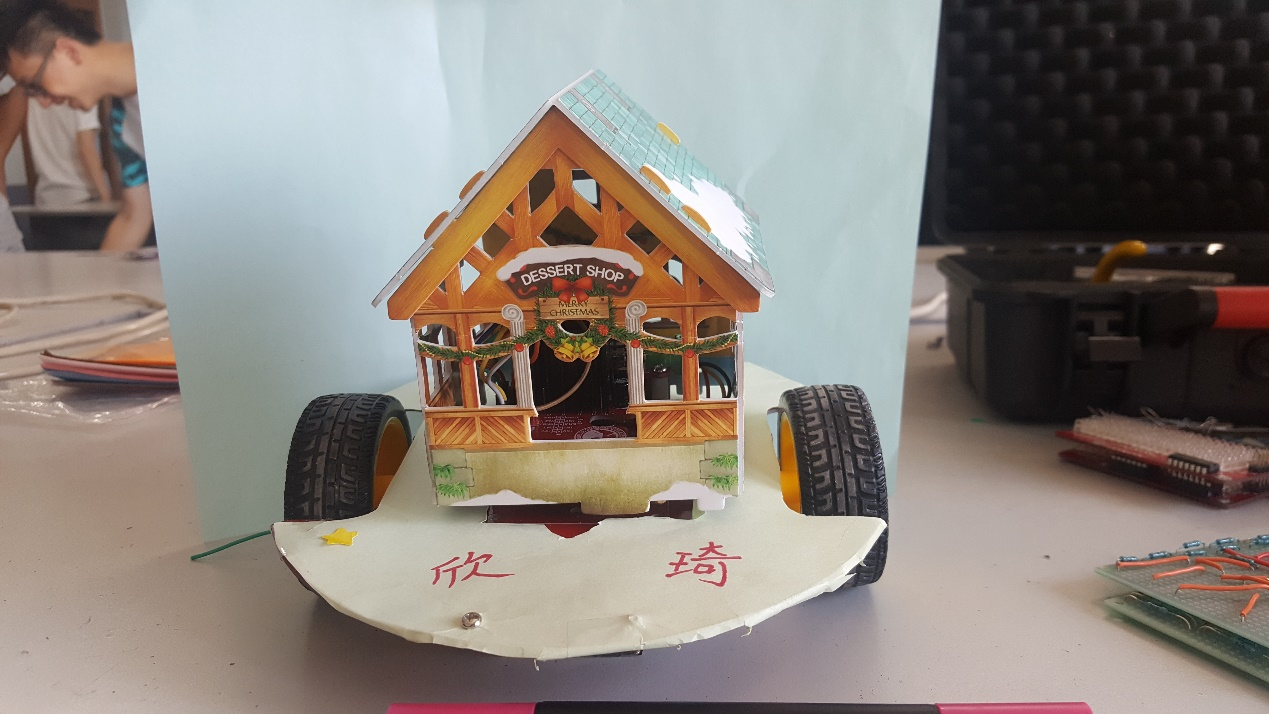 DESSERT SHOP
MERRY
CHRISTMAS
欣 琦